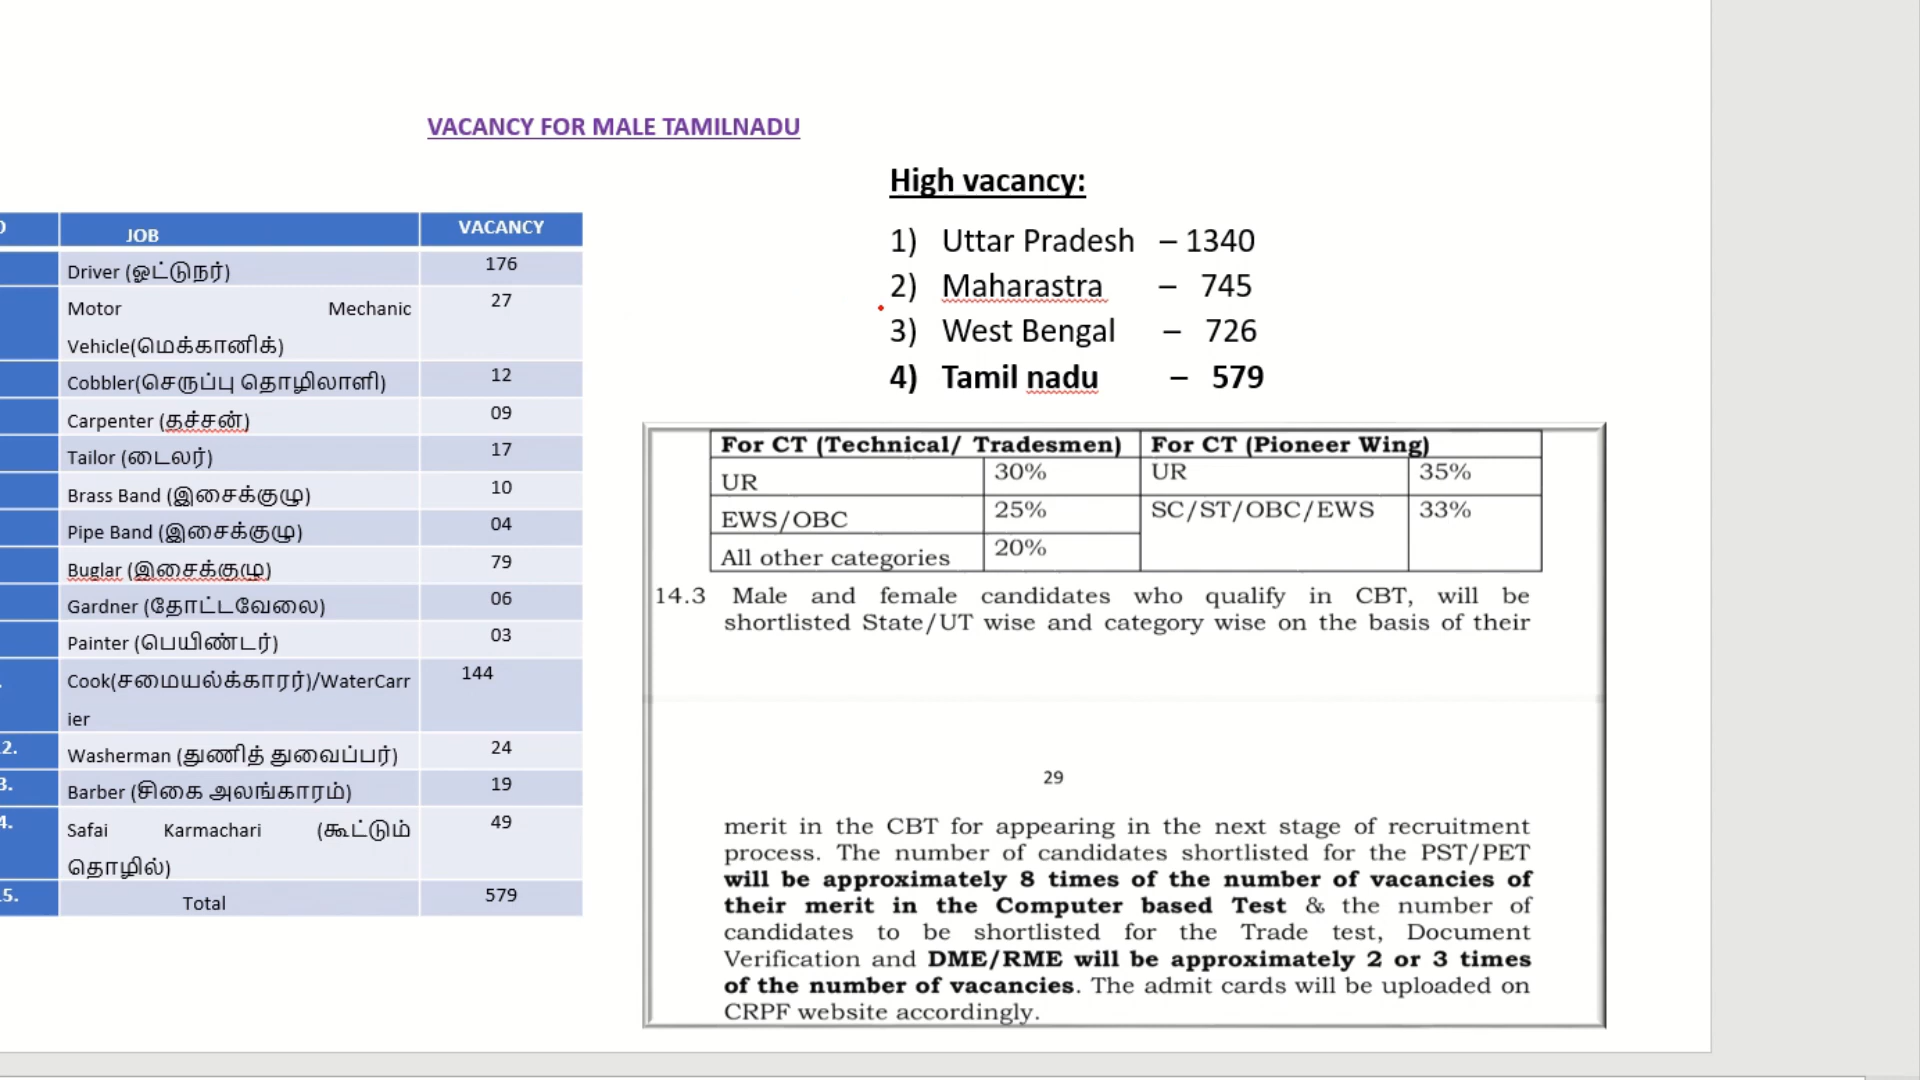 VACANCY FOR MALE TAMILNADU
High vacancy:
1) Uttar Pradesh – 1340
2) Maharastra – 745
3) West Bengal – 726
4) Tamil nadu – 579
JOB VACANCY
Driver (ஓட்டுநர்) 176
Motor Mechanic 27
Vehicle(மெக்கானிக்)
Cobbler(செருப்பு தொழிலாளி) 12
Carpenter (தச்சன்) 09
Tailor (டைலர்) 17
Brass Band (இசைக்குழு) 10
Pipe Band (இசைக்குழு) 04
Buglar (இசைக்குழு) 79
Gardner (தோட்டவேலை) 06
Painter (பெயிண்டர்) 03
Cook(சமையல்க்காரர்)/WaterCarr 144
ier
2. Washerman (துணித் துவைப்பர்) 24
3. Barber (சிகை அலங்காரம்) 19
4. Safai Karmachari (கூட்டும் 49
தொழில்)
5. Total 579
For CT (Technical/ Tradesmen) For CT (Pioneer Wing)
UR 30% UR 35%
EWS/OBC 25% SC/ST/OBC/EWS 33%
All other categories 20%
14.3 Male and female candidates who qualify in CBT, will be
shortlisted State/UT wise and category wise on the basis of their
29
merit in the CBT for appearing in the next stage of recruitment
process. The number of candidates shortlisted for the PST/PET
will be approximately 8 times of the number of vacancies of
their merit in the Computer based Test & the number of
candidates to be shortlisted for the Trade test, Document
Verification and DME/RME will be approximately 2 or 3 times
of the number of vacancies. The admit cards will be uploaded on
CRPF website accordingly.